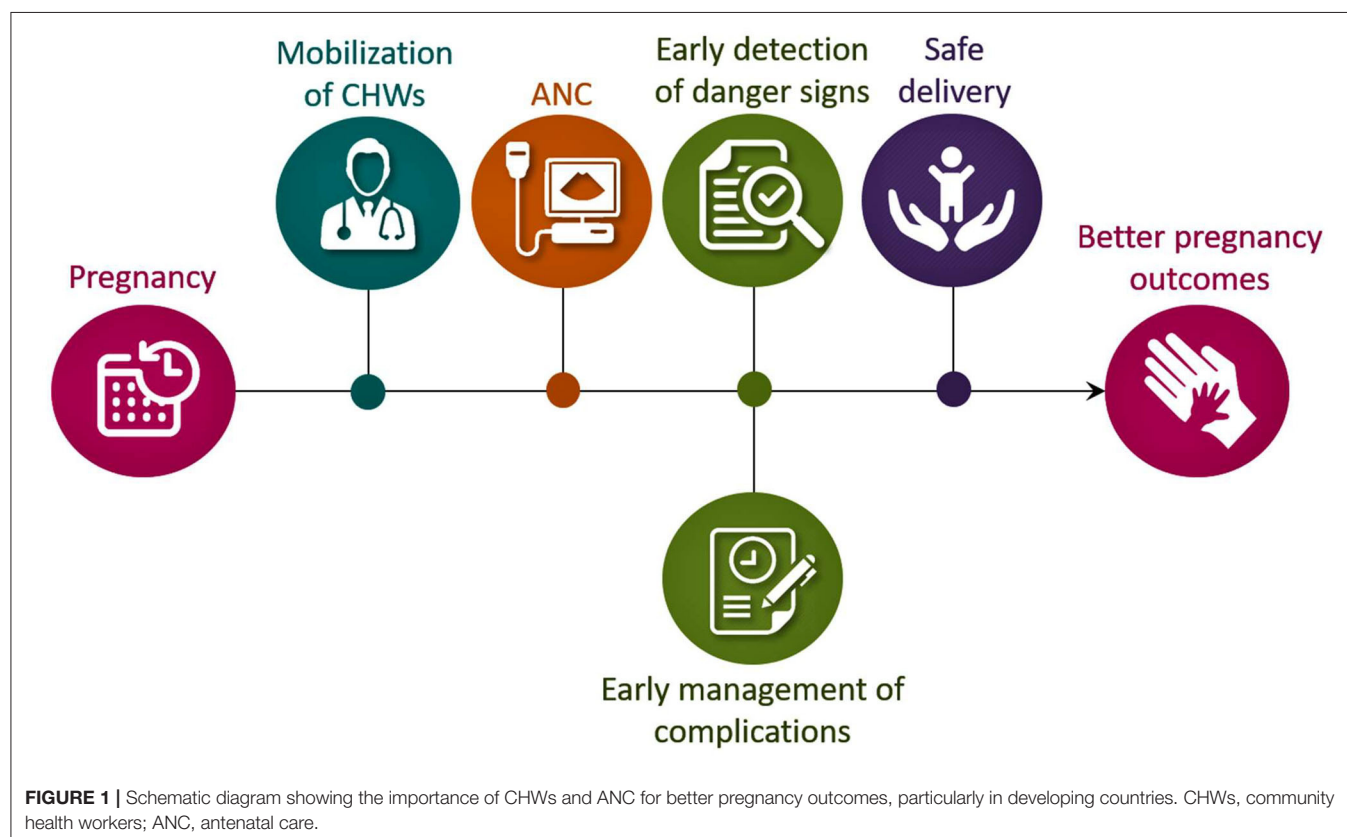 Mobilization
of CHWs
ANC
Early detection
of danger signs
Safe
delivery
Pregnancy
Better pregnancy
outcomes
Early management of
complications
FIGURE 1 | Schematic diagram showing the importance of CHWs and ANC for better pregnancy outcomes, particularly in developing countries. CHWs, community
health workers; ANC, antenatal care.